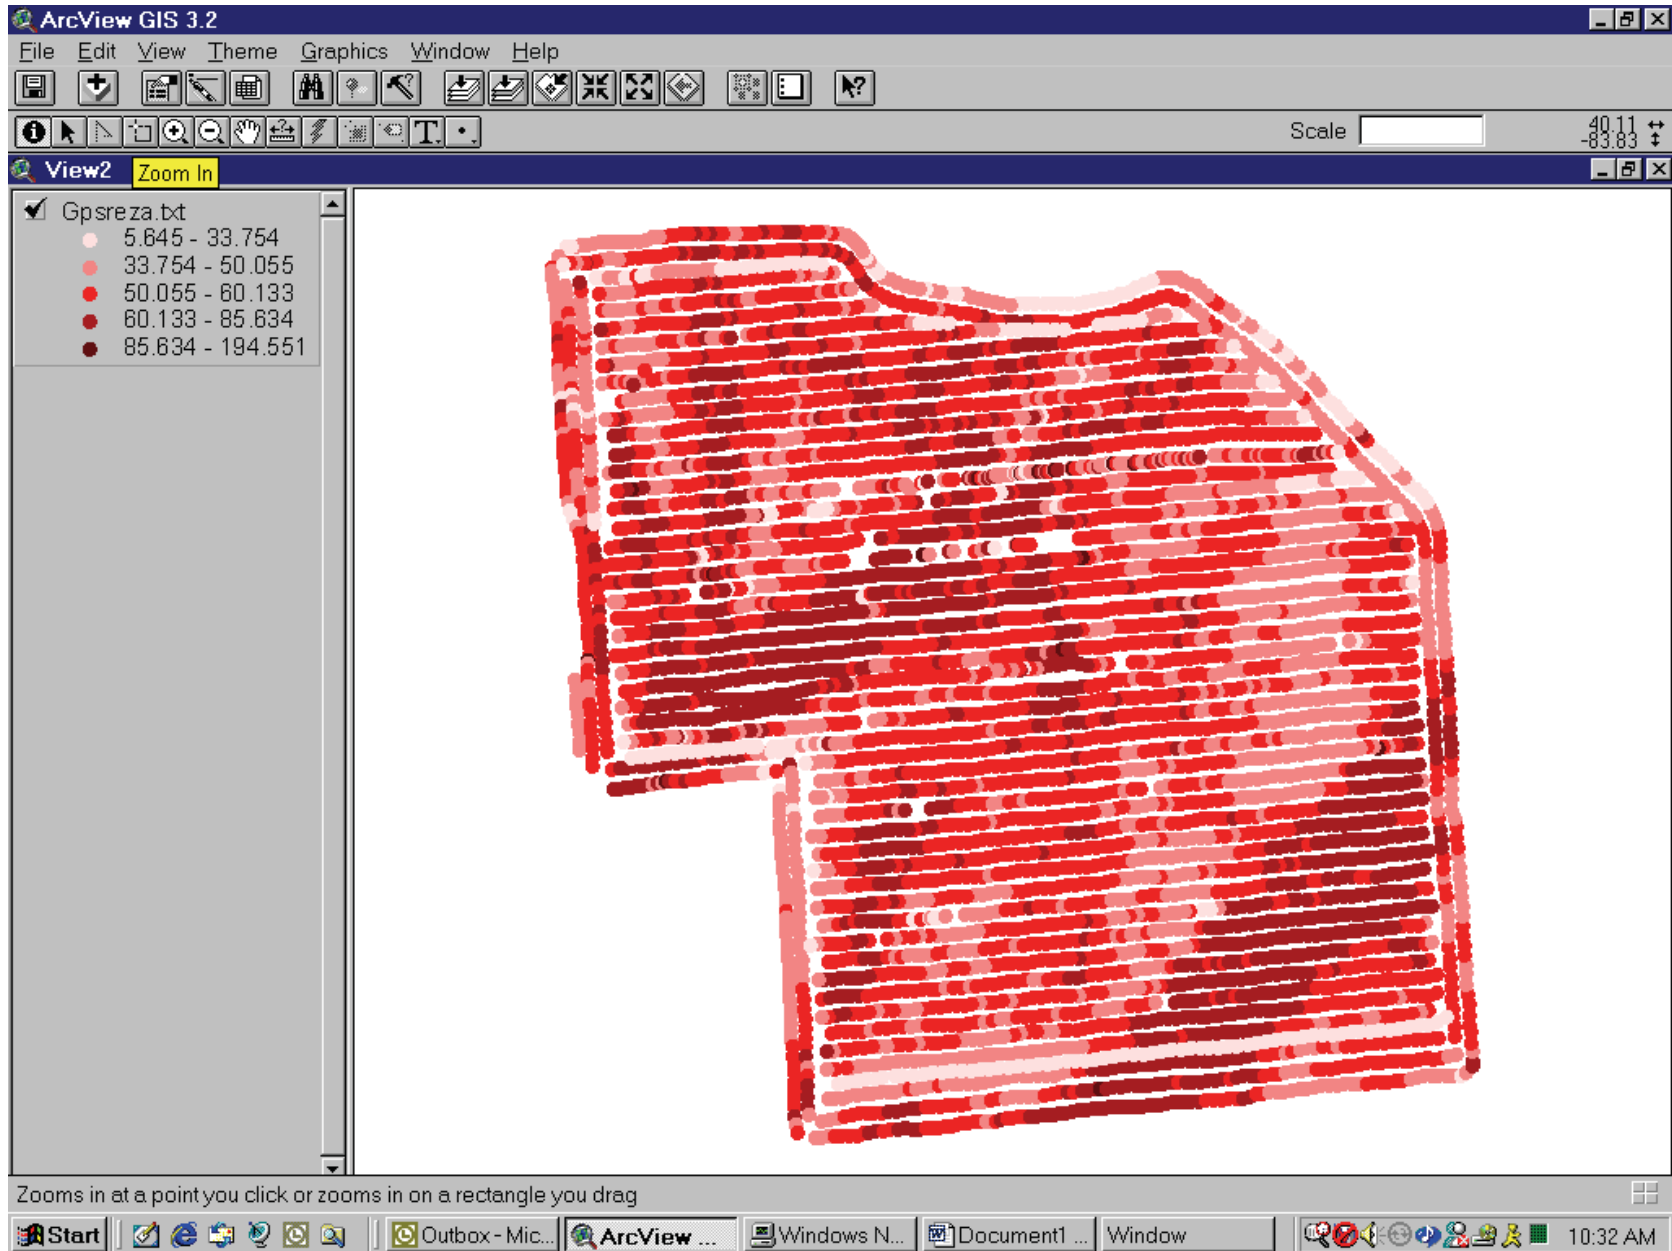 ArcView GIS 3.2
File Edit View Theme Graphics Window Help
Scale
40.11
-83.83
View2
Zoom In
Gpsreza.txt
5.645 - 33.754
33.754 - 50.055
50.055 - 60.133
60.133 - 85.634
85.634 - 194.551
Zooms in at a point you click or zooms in on a rectangle you drag
Start Outbox - Mic... ArcView ... Windows N... Document1 ... Window 10:32 AM